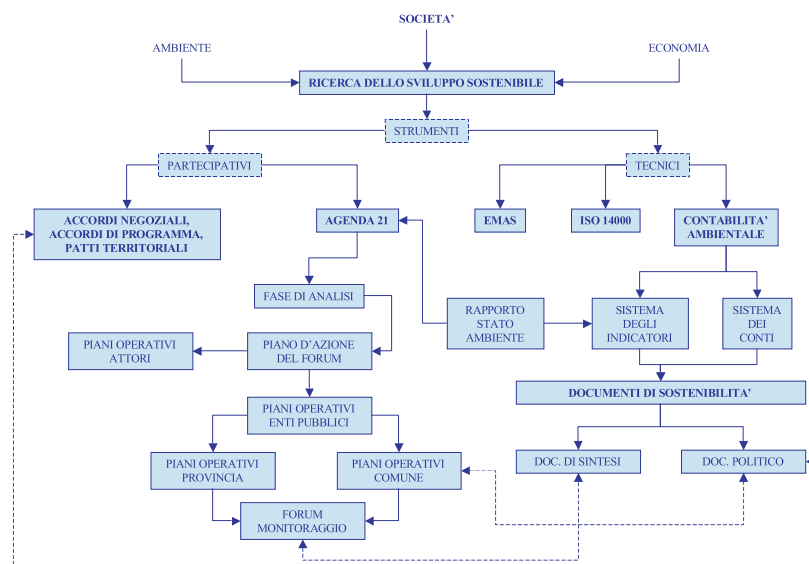 SOCIETA'
AMBIENTE
ECONOMIA
RICERCA DELLO SVILUPPO SOSTENIBILE
STRUMENTI
PARTECIPATIVI
TECNICI
ACCORDI NEGOZIALI,
ACCORDI DI PROGRAMMA,
PATTI TERRITORIALI
AGENDA 21
EMAS
ISO 14000
CONTABILITA'
AMBIENTALE
FASE DI ANALISI
RAPPORTO
STATO
AMBIENTE
SISTEMA
DEGLI
INDICATORI
SISTEMA
DEI
CONTI
PIANI OPERATIVI
ATTORI
PIANO D'AZIONE
DEL FORUM
DOCUMENTI DI SOSTENIBILITA'
PIANI OPERATIVI
ENTI PUBBLICI
PIANI OPERATIVI
PROVINCIA
PIANI OPERATIVI
COMUNE
DOC. DI SINTESI
DOC. POLITICO
FORUM
MONITORAGGIO